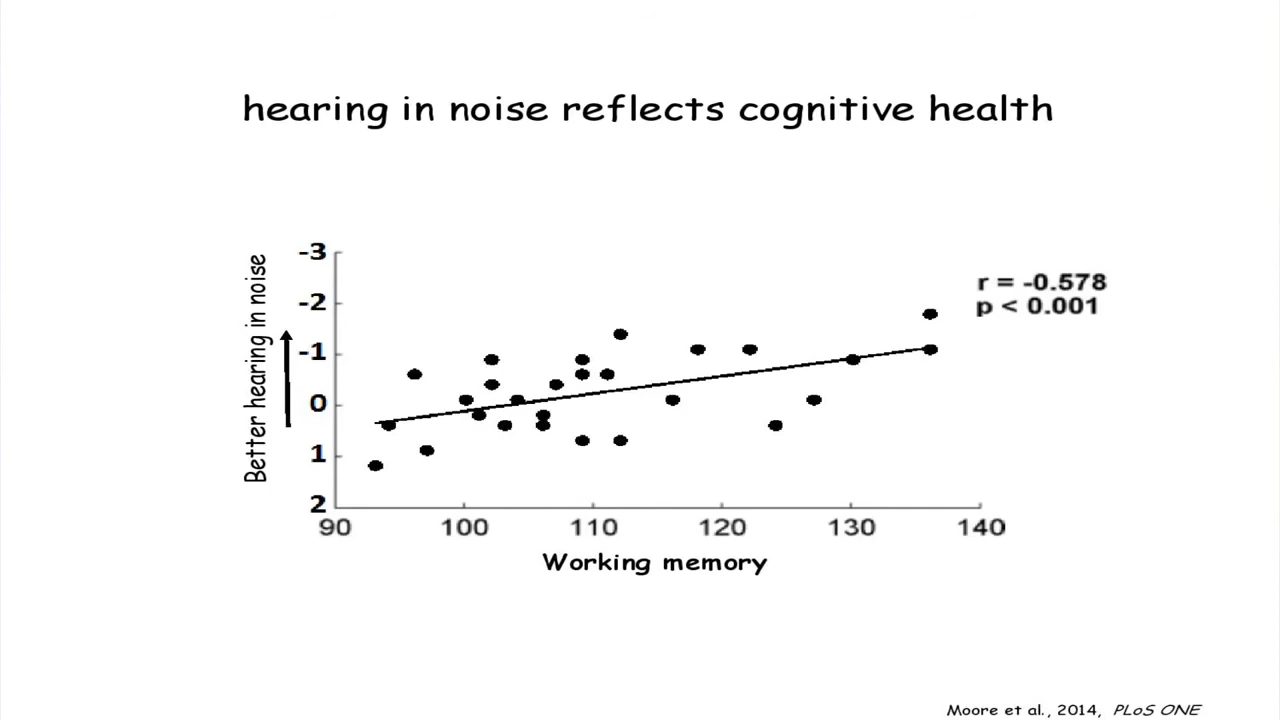 hearing in noise reflects cognitive health
Better hearing in noise
-3
-2
-1
0
1
2
r = -0.578
p < 0.001
90 100 110 120 130 140
Working memory
Moore et al., 2014, PLoS ONE